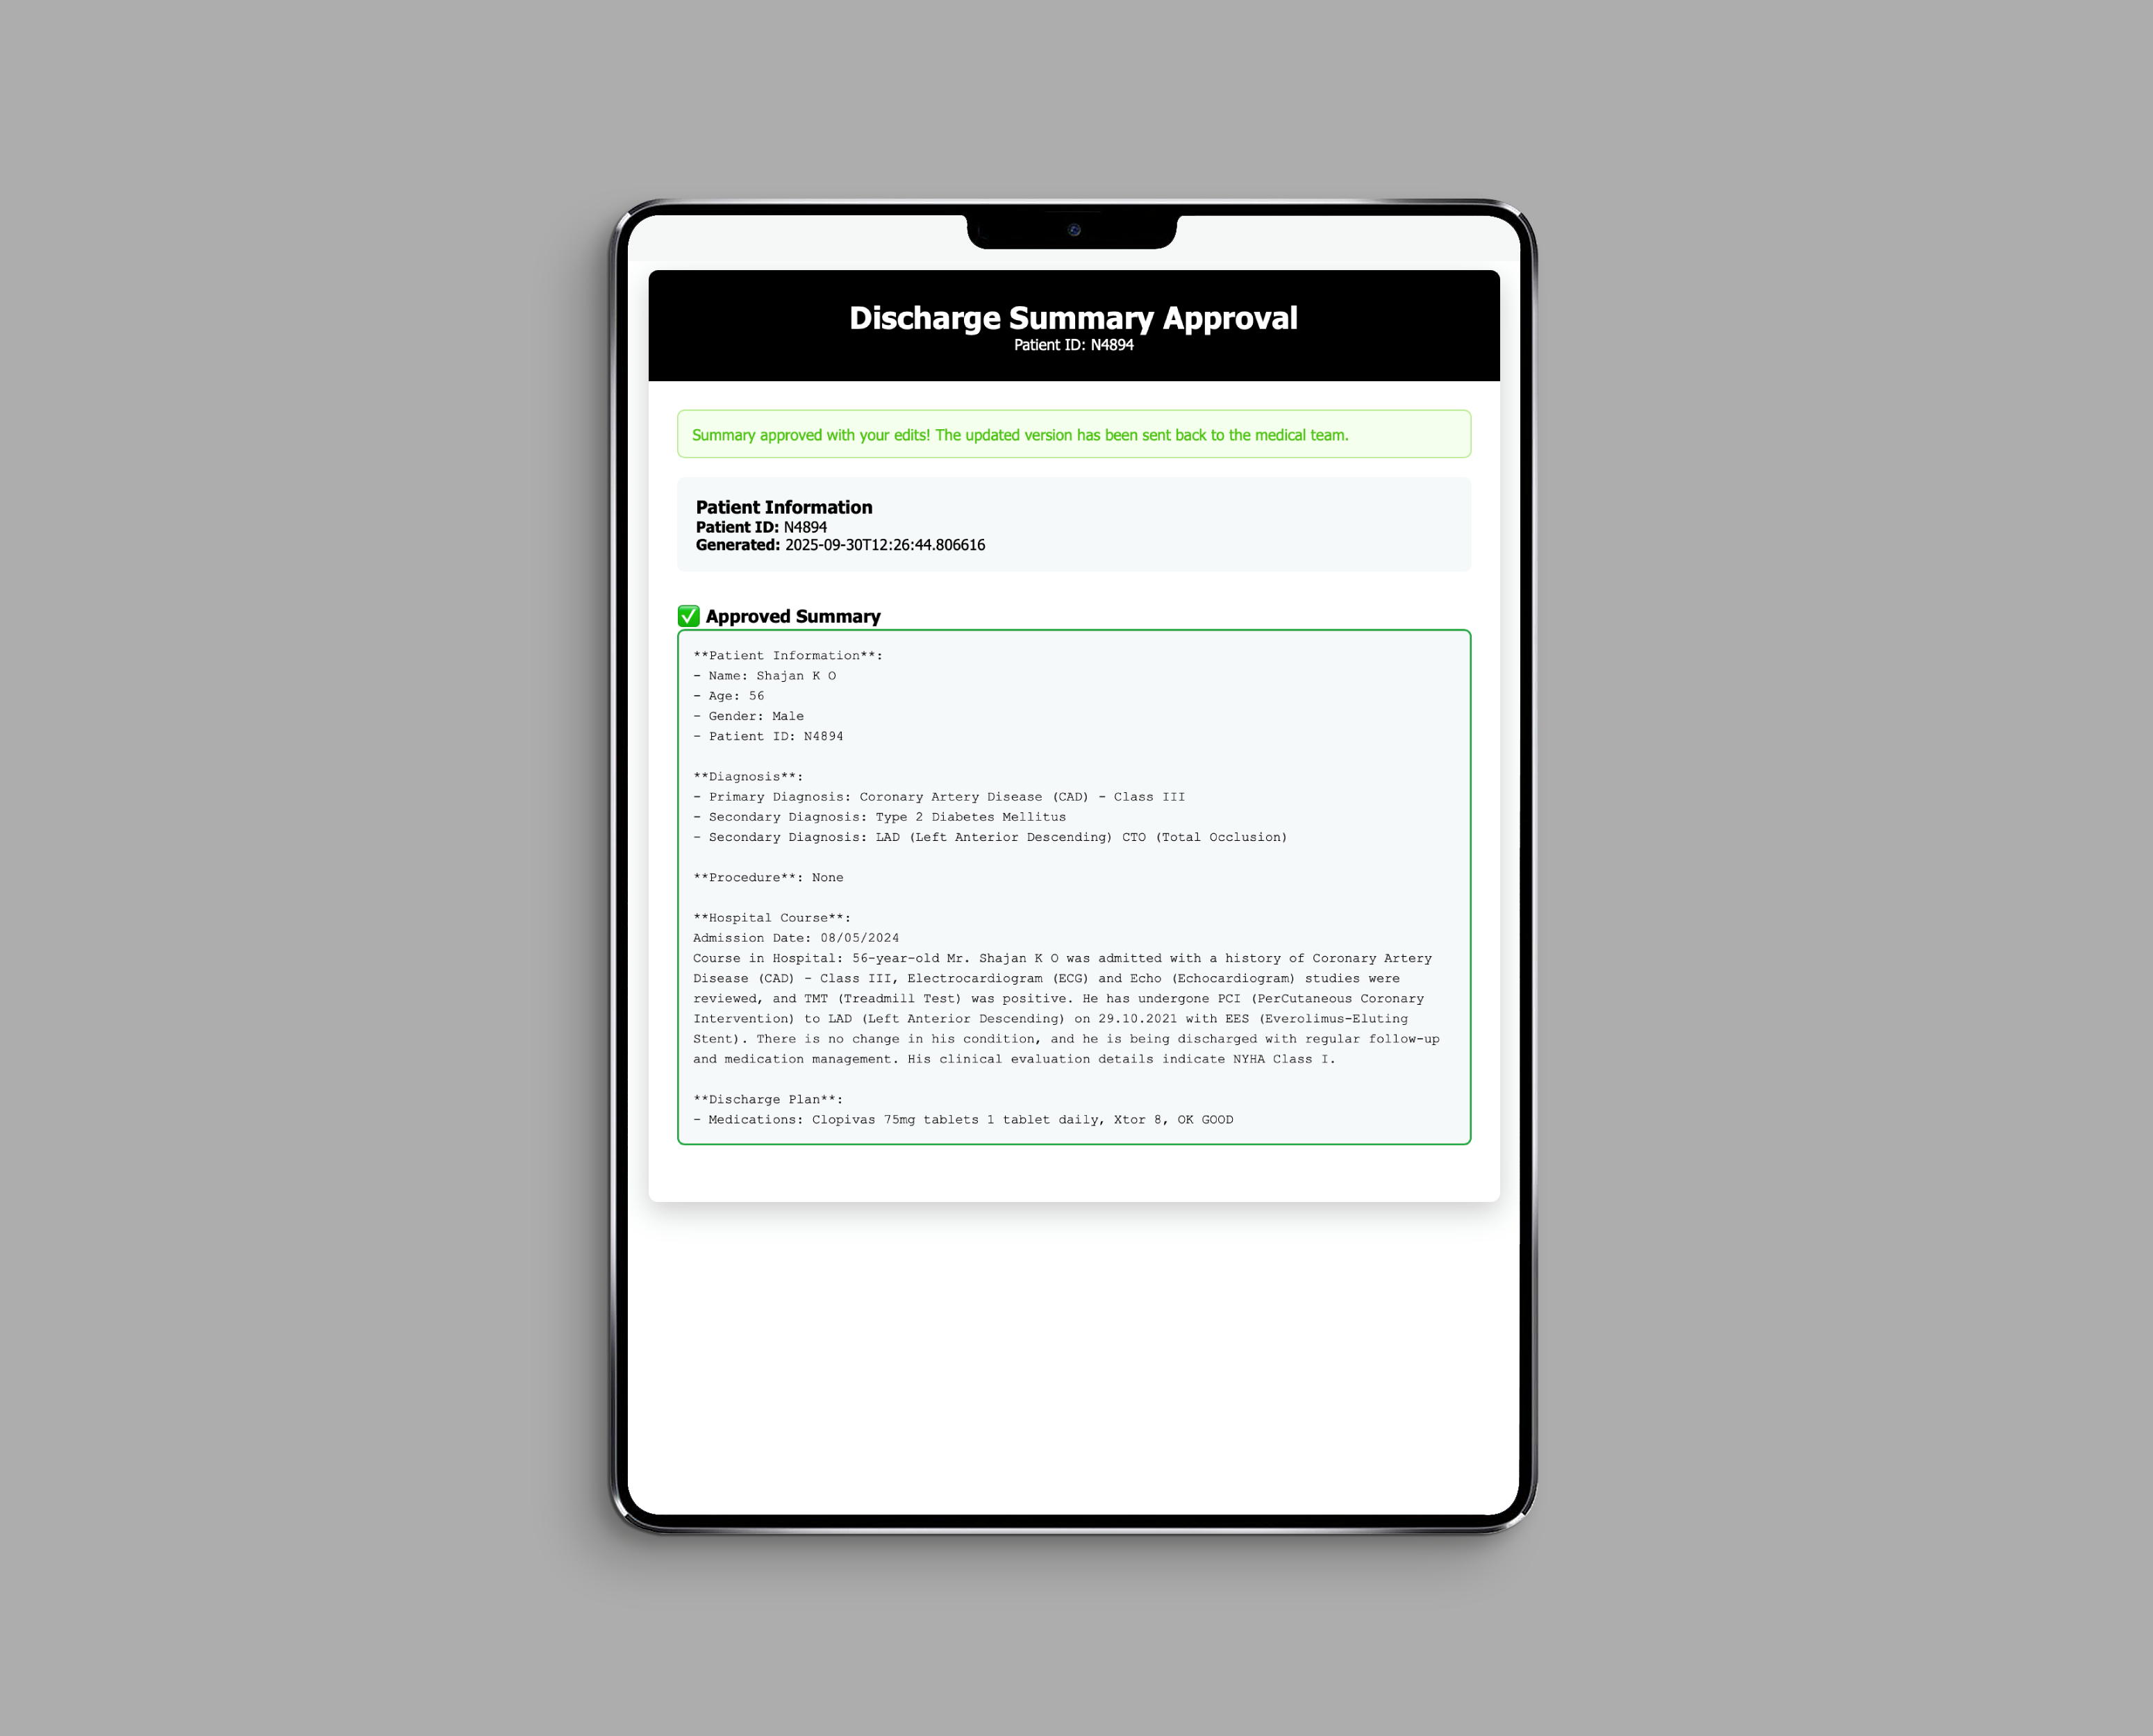 Discharge Summary Approval
Patient ID: N4894
Summary approved with your edits! The updated version has been sent back to the medical team.
Patient Information
Patient ID: N4894
Generated: 2025-09-30T12:26:44.806616
✅ Approved Summary
**Patient Information**:
- Name: Shajan K O
- Age: 56
- Gender: Male
- Patient ID: N4894
**Diagnosis**:
- Primary Diagnosis: Coronary Artery Disease (CAD) - Class III
- Secondary Diagnosis: Type 2 Diabetes Mellitus
- Secondary Diagnosis: LAD (Left Anterior Descending) CTO (Total Occlusion)
**Procedure**: None
**Hospital Course**:
Admission Date: 08/05/2024
Course in Hospital: 56-year-old Mr. Shajan K O was admitted with a history of Coronary Artery
Disease (CAD) - Class III, Electrocardiogram (ECG) and Echo (Echocardiogram) studies were
reviewed, and TMT (Treadmill Test) was positive. He has undergone PCI (PerCutaneous Coronary
Intervention) to LAD (Left Anterior Descending) on 29.10.2021 with EES (Everolimus-Eluting
Stent). There is no change in his condition, and he is being discharged with regular follow-up
and medication management. His clinical evaluation details indicate NYHA Class I.
**Discharge Plan**:
- Medications: Clopivas 75mg tablets 1 tablet daily, Xtor 8, OK GOOD